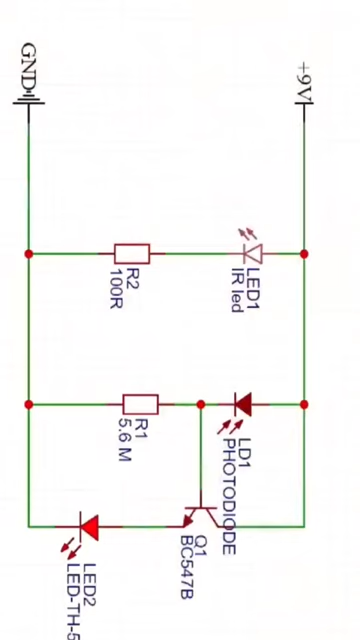 GND
+9V
R2
100R
LED1
IR led
R1
5.6 M
LD1
PHOTODIODE
Q1
BC547B
LED2
LED-TH-5